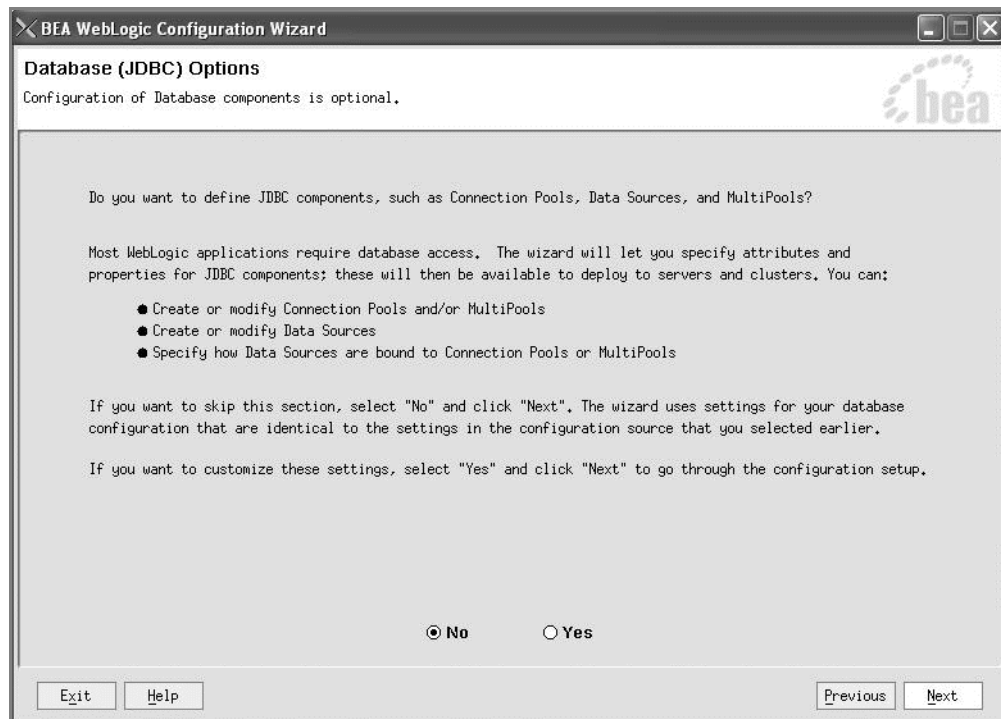 BEA WebLogic Configuration Wizard
Database (JDBC) Options
Configuration of Database components is optional.
bea
Do you want to define JDBC components, such as Connection Pools, Data Sources, and MultiPools?
Most WebLogic applications require database access. The wizard will let you specify attributes and
properties for JDBC components; these will then be available to deploy to servers and clusters. You can:
Create or modify Connection Pools and/or MultiPools
Create or modify Data Sources
Specify how Data Sources are bound to Connection Pools or MultiPools
If you want to skip this section, select "No" and click "Next". The wizard uses settings for your database
configuration that are identical to the settings in the configuration source that you selected earlier.
If you want to customize these settings, select "Yes" and click "Next" to go through the configuration setup.
No Yes
Exit Help Previous Next